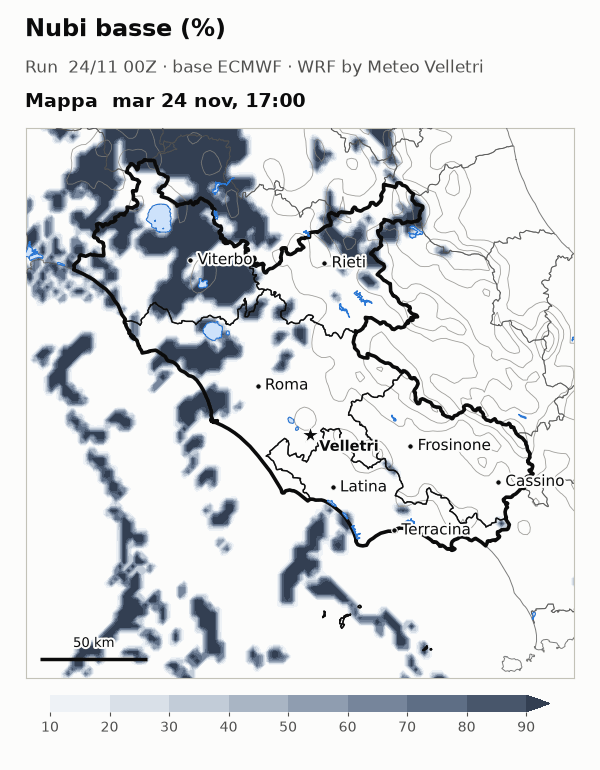 Nubi basse (%)
Run 24/11 00Z · base ECMWF · WRF by Meteo Velletri
Mappa mar 24 nov, 17:00
Viterbo
Rieti
Roma
Velletri
Frosinone
Cassino
Latina
Terracina
50 km
10 20 30 40 50 60 70 80 90